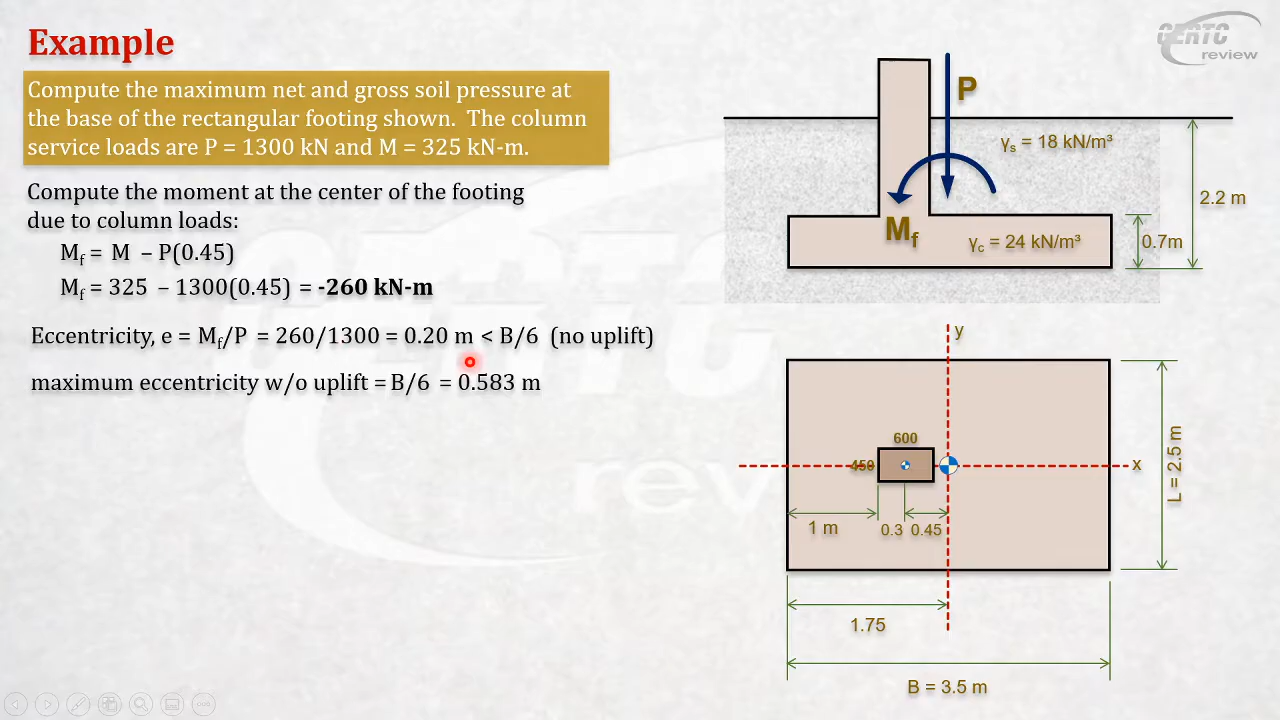 Example
CERTC
review
Compute the maximum net and gross soil pressure at
the base of the rectangular footing shown. The column
service loads are P = 1300 kN and M = 325 kN-m.
Compute the moment at the center of the footing
due to column loads:
Mf = M – P(0.45)
Mf = 325 – 1300(0.45) = -260 kN-m
Eccentricity, e = Mf/P = 260/1300 = 0.20 m < B/6 (no uplift)
maximum eccentricity w/o uplift = B/6 = 0.583 m
P
γs = 18 kN/m³
2.2 m
Mf
γc = 24 kN/m³
0.7m
y
600
450
x
L = 2.5 m
1 m
0.3
0.45
1.75
B = 3.5 m
CERTC
review